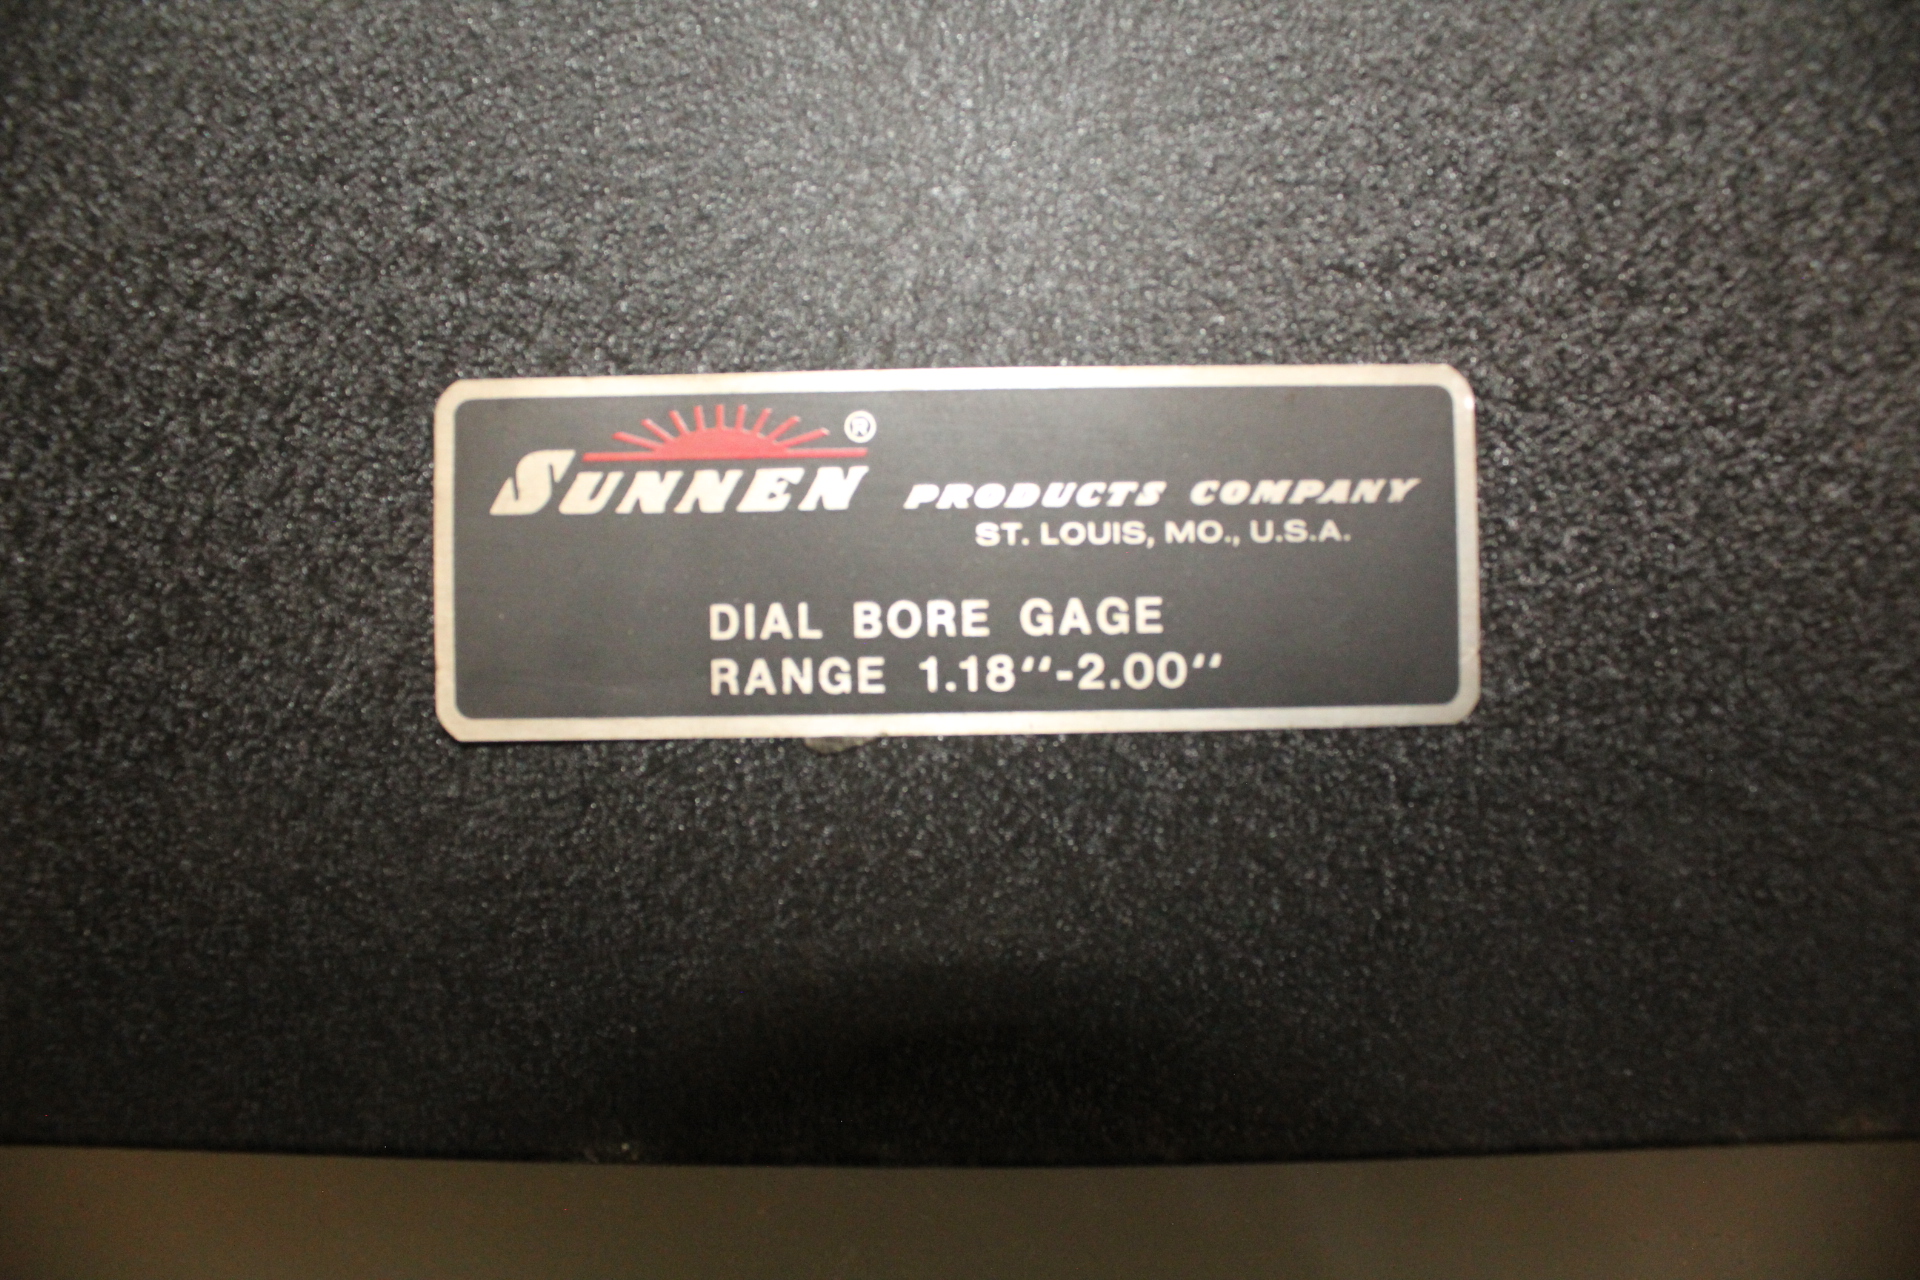 SUNNEN ® PRODUCTS COMPANY
ST. LOUIS, MO., U.S.A.
DIAL BORE GAGE
RANGE 1.18"-2.00"